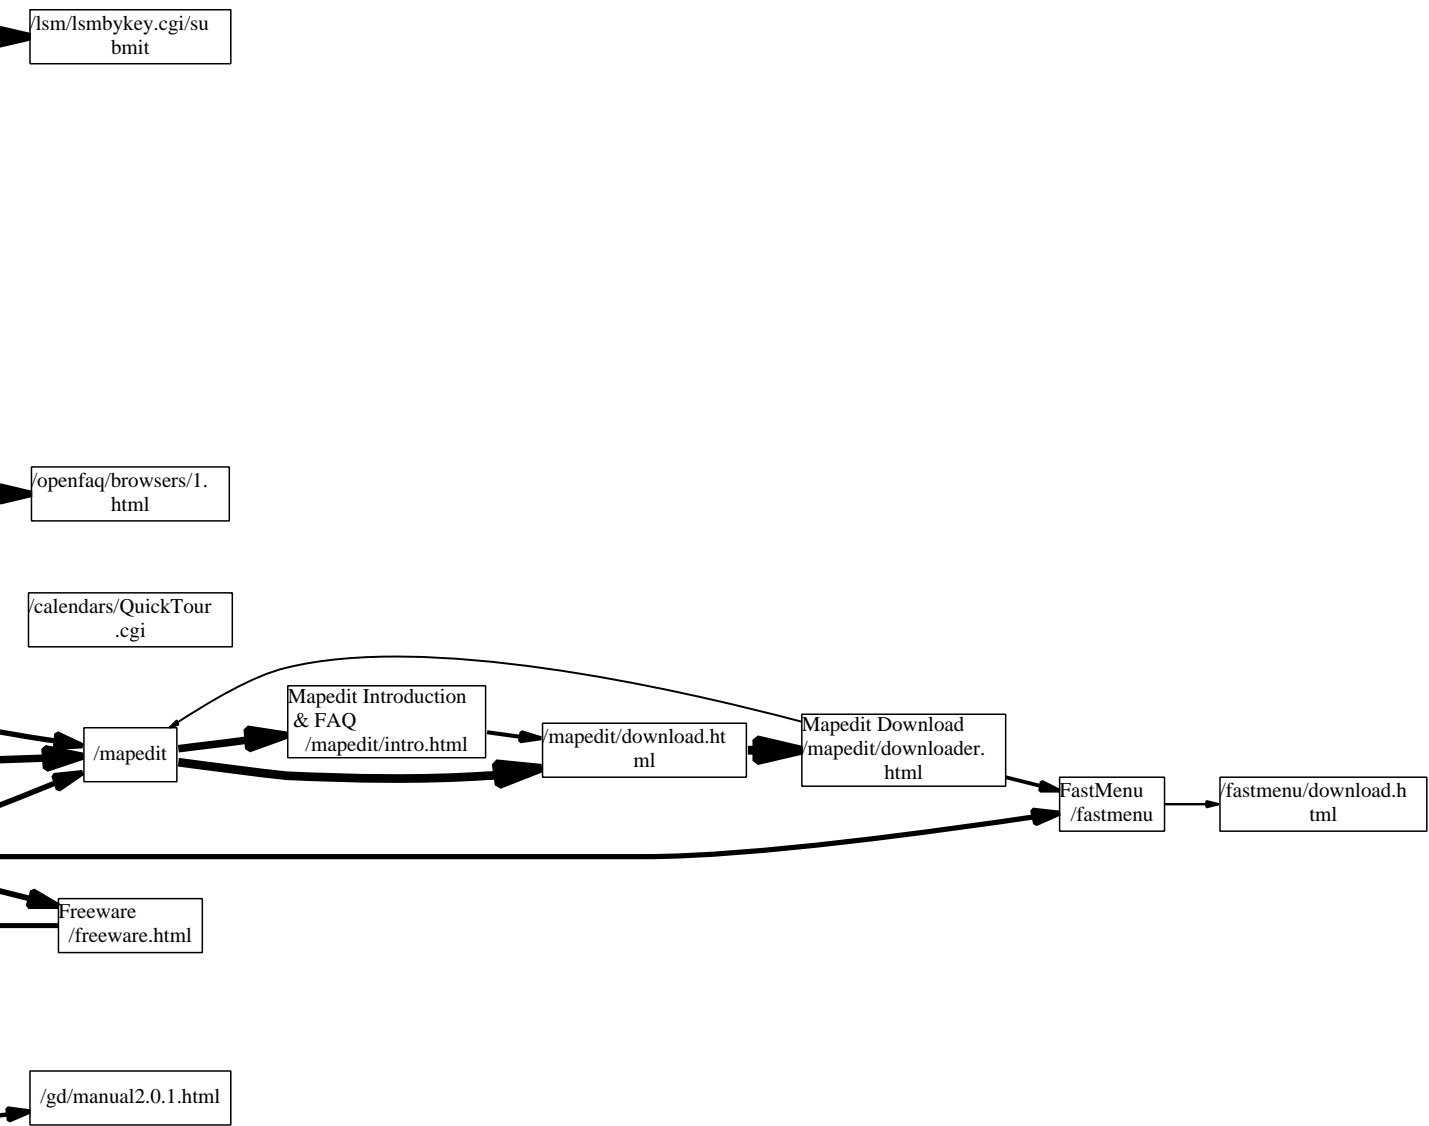 /lsm/lsmbykey.cgi/su
bmit
/openfaq/browsers/1.
html
/calendars/QuickTour
.cgi
/mapedit
Mapedit Introduction
& FAQ
/mapedit/intro.html
/mapedit/download.ht
ml
Mapedit Download
/mapedit/downloader.
html
FastMenu
/fastmenu
/fastmenu/download.h
tml
Freeware
/freeware.html
/gd/manual2.0.1.html